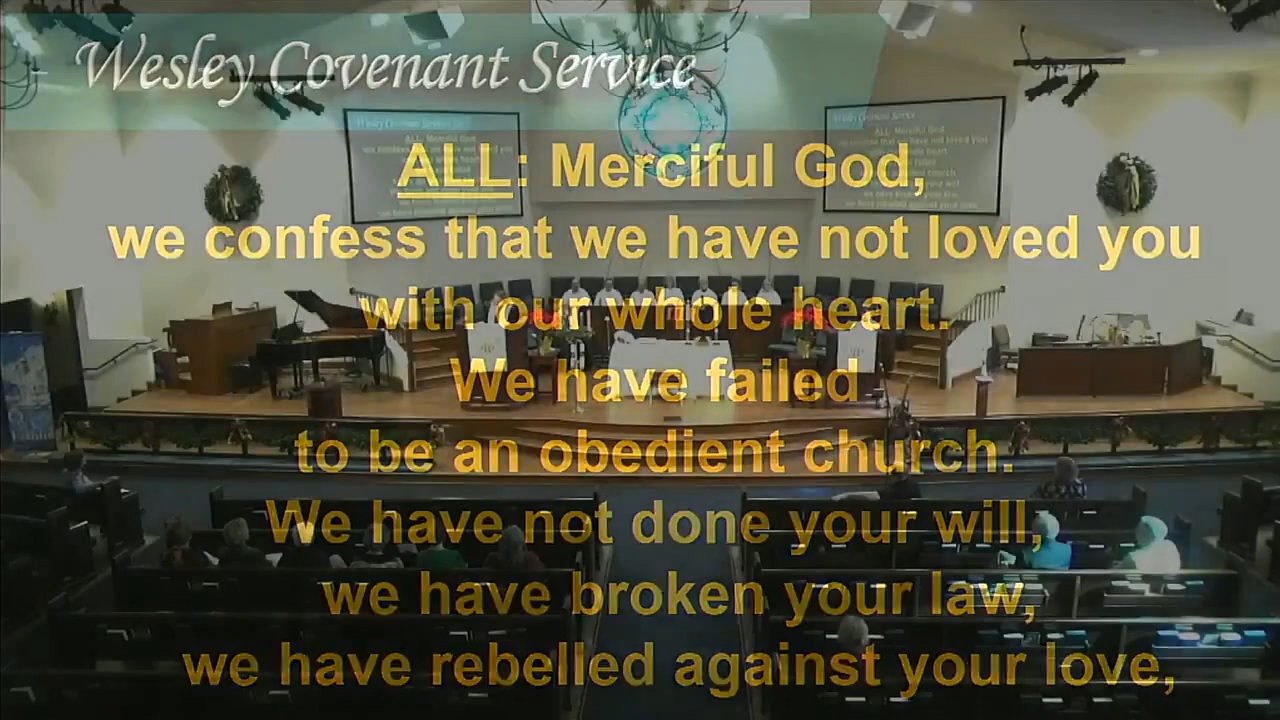 Wesley Covenant Service
ALL: Merciful God,
we confess that we have not loved you
with our whole heart.
We have failed
to be an obedient church.
We have not done your will,
we have broken your law,
we have rebelled against your love,